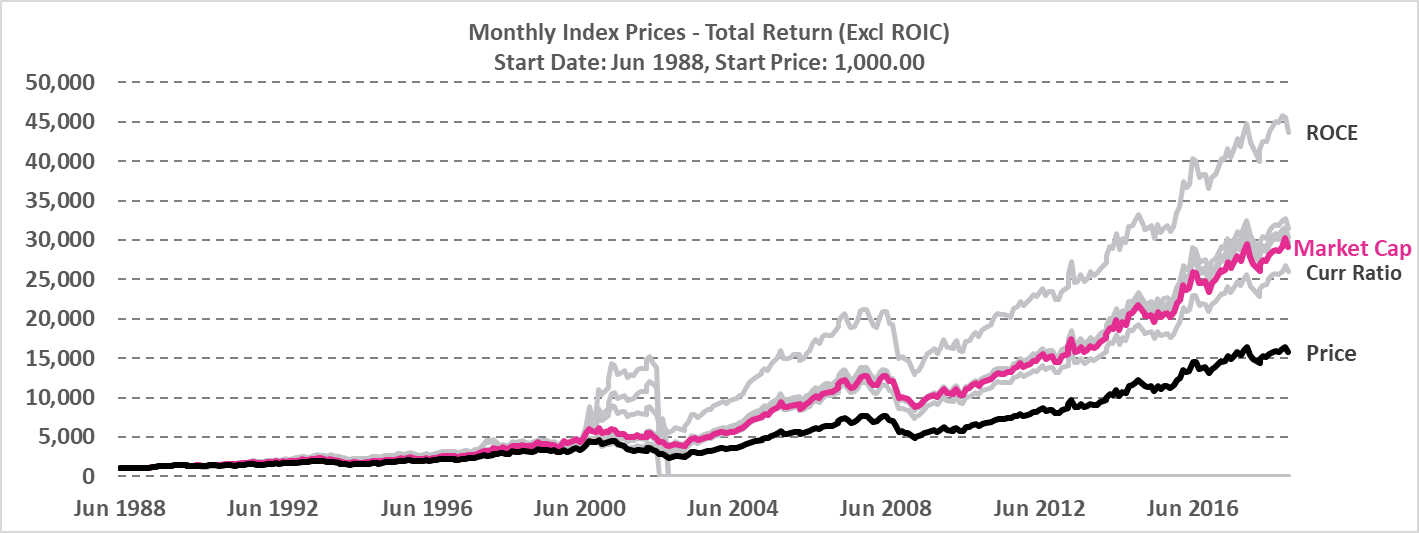 Monthly Index Prices - Total Return (Excl ROIC)
Start Date: Jun 1988, Start Price: 1,000.00
50,000
45,000
40,000
35,000
30,000
25,000
20,000
15,000
10,000
5,000
0
ROCE
Market Cap
Curr Ratio
Price
Jun 1988 Jun 1992 Jun 1996 Jun 2000 Jun 2004 Jun 2008 Jun 2012 Jun 2016